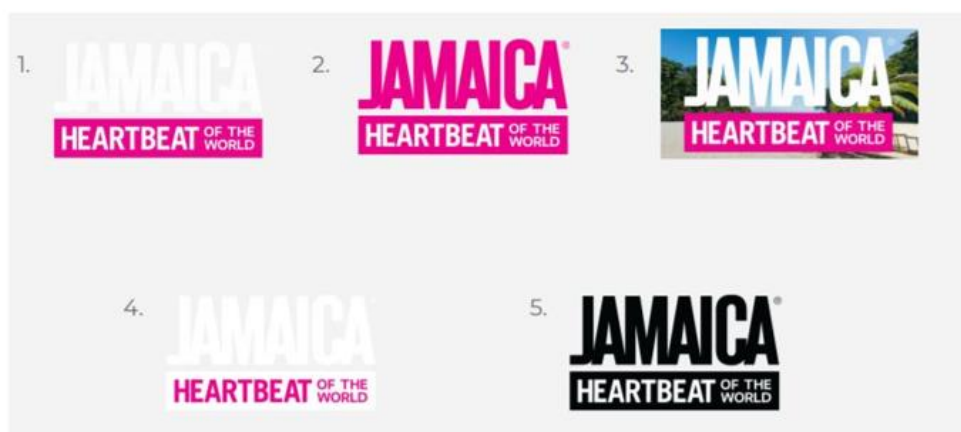 1.
JAMAICA
HEARTBEAT OF THE WORLD
2.
JAMAICA®
HEARTBEAT OF THE WORLD
3.
JAMAICA
HEARTBEAT OF THE WORLD
4.
JAMAICA
HEARTBEAT OF THE WORLD
5.
JAMAICA®
HEARTBEAT OF THE WORLD